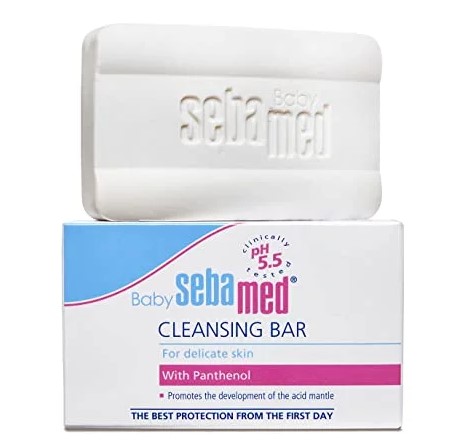 Baby
sebamed
clinically
pH
5.5
tested
Baby sebamed®
CLEANSING BAR
For delicate skin
With Panthenol
▪ Promotes the development of the acid mantle
THE BEST PROTECTION FROM THE FIRST DAY